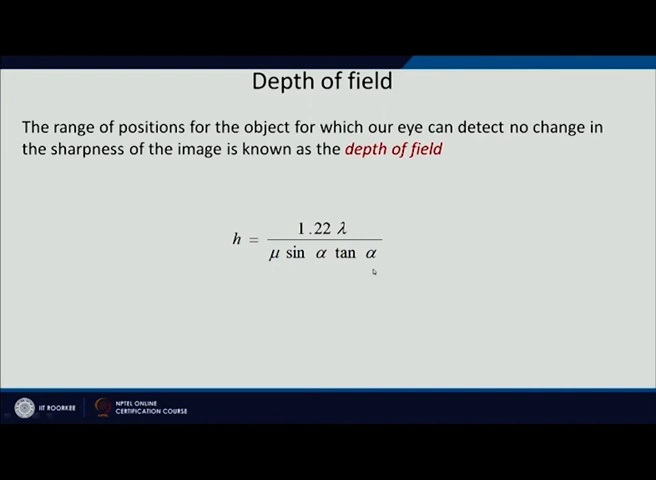 Depth of field
The range of positions for the object for which our eye can detect no change in
the sharpness of the image is known as the depth of field
h = 1.22 λ / μ sin α tan α
IIT ROORKEE
NPTEL ONLINE
CERTIFICATION COURSE